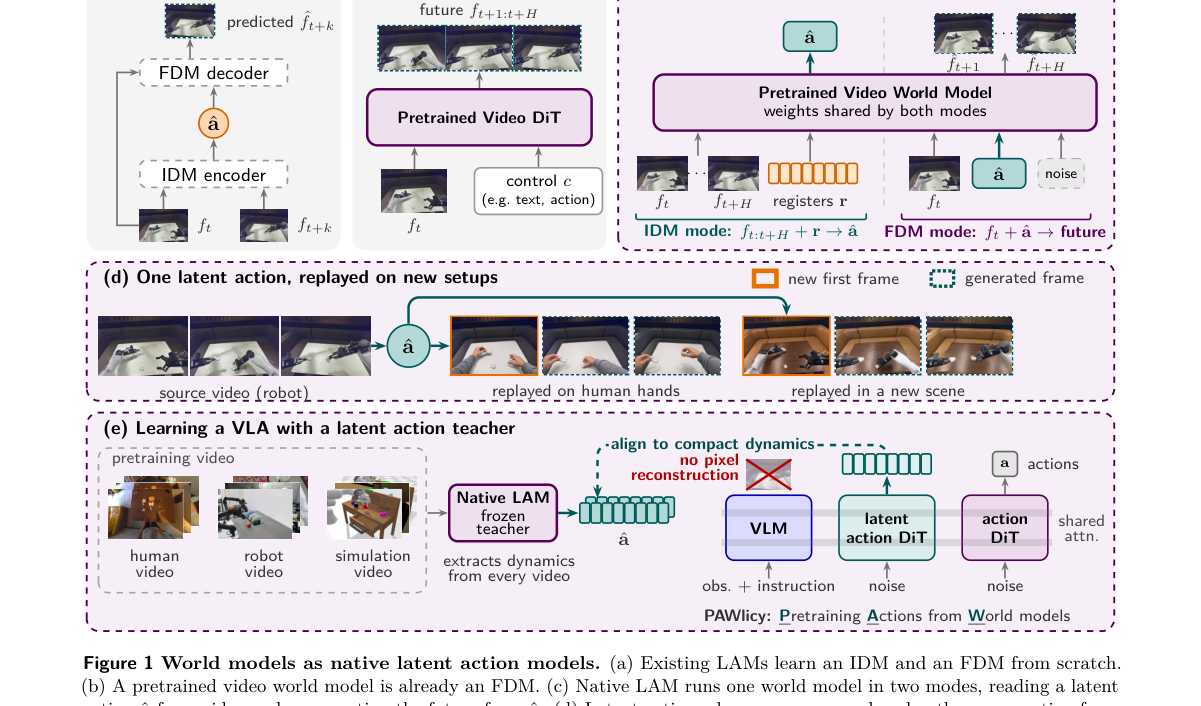 predicted f̂t+k
FDM decoder
â
IDM encoder
ft
ft+k
future ft+1:t+H
Pretrained Video DiT
control c
(e.g. text, action)
ft
â
ft+1
···
ft+H
Pretrained Video World Model
weights shared by both modes
ft
···
ft+H
registers r
ft
â
noise
IDM mode: ft:t+H + r → â
FDM mode: ft + â → future
(d) One latent action, replayed on new setups
new first frame
generated frame
â
source video (robot)
replayed on human hands
replayed in a new scene
(e) Learning a VLA with a latent action teacher
pretraining video
human
video
robot
video
simulation
video
Native LAM
frozen
teacher
extracts dynamics
from every video
align to compact dynamics
no pixel
reconstruction
â
VLM
latent
action DiT
a
actions
action
DiT
shared
attn.
obs. + instruction
noise
noise
PAWlicy: Pretraining Actions from World models
Figure 1 World models as native latent action models. (a) Existing LAMs learn an IDM and an FDM from scratch.
(b) A pretrained video world model is already an FDM. (c) Native LAM runs one world model in two modes, reading a latent